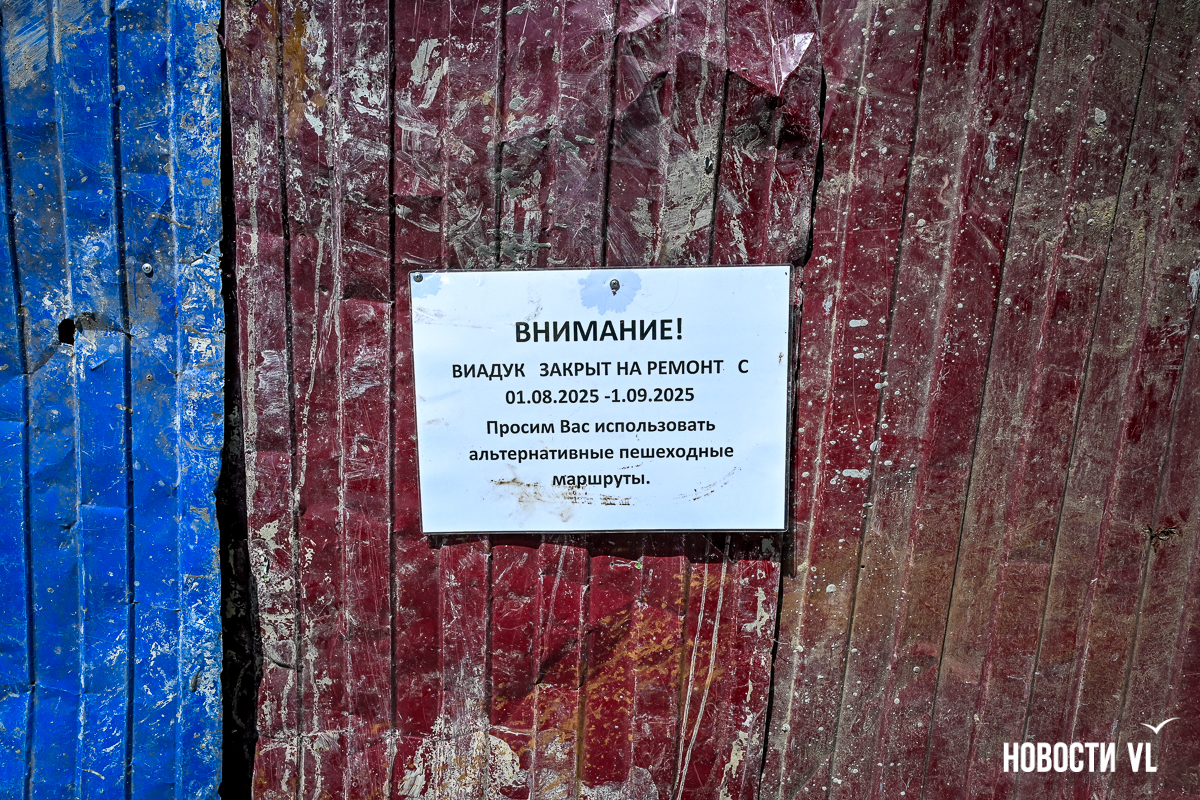 ВНИМАНИЕ!
ВИАДУК ЗАКРЫТ НА РЕМОНТ С
01.08.2025 -1.09.2025
Просим Вас использовать
альтернативные пешеходные
маршруты.
НОВОСТИ VL